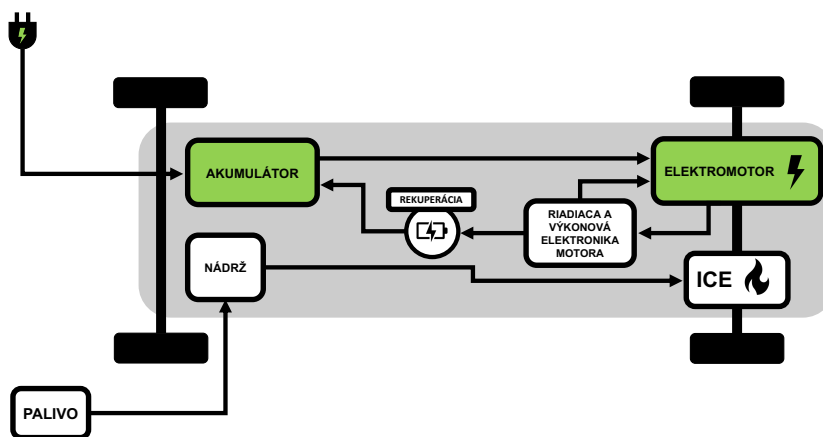 AKUMULÁTOR
ELEKTROMOTOR
REKUPERÁCIA
RIADIACA A
VÝKONOVÁ
ELEKTRONIKA
MOTORA
NÁDRŽ
ICE
PALIVO